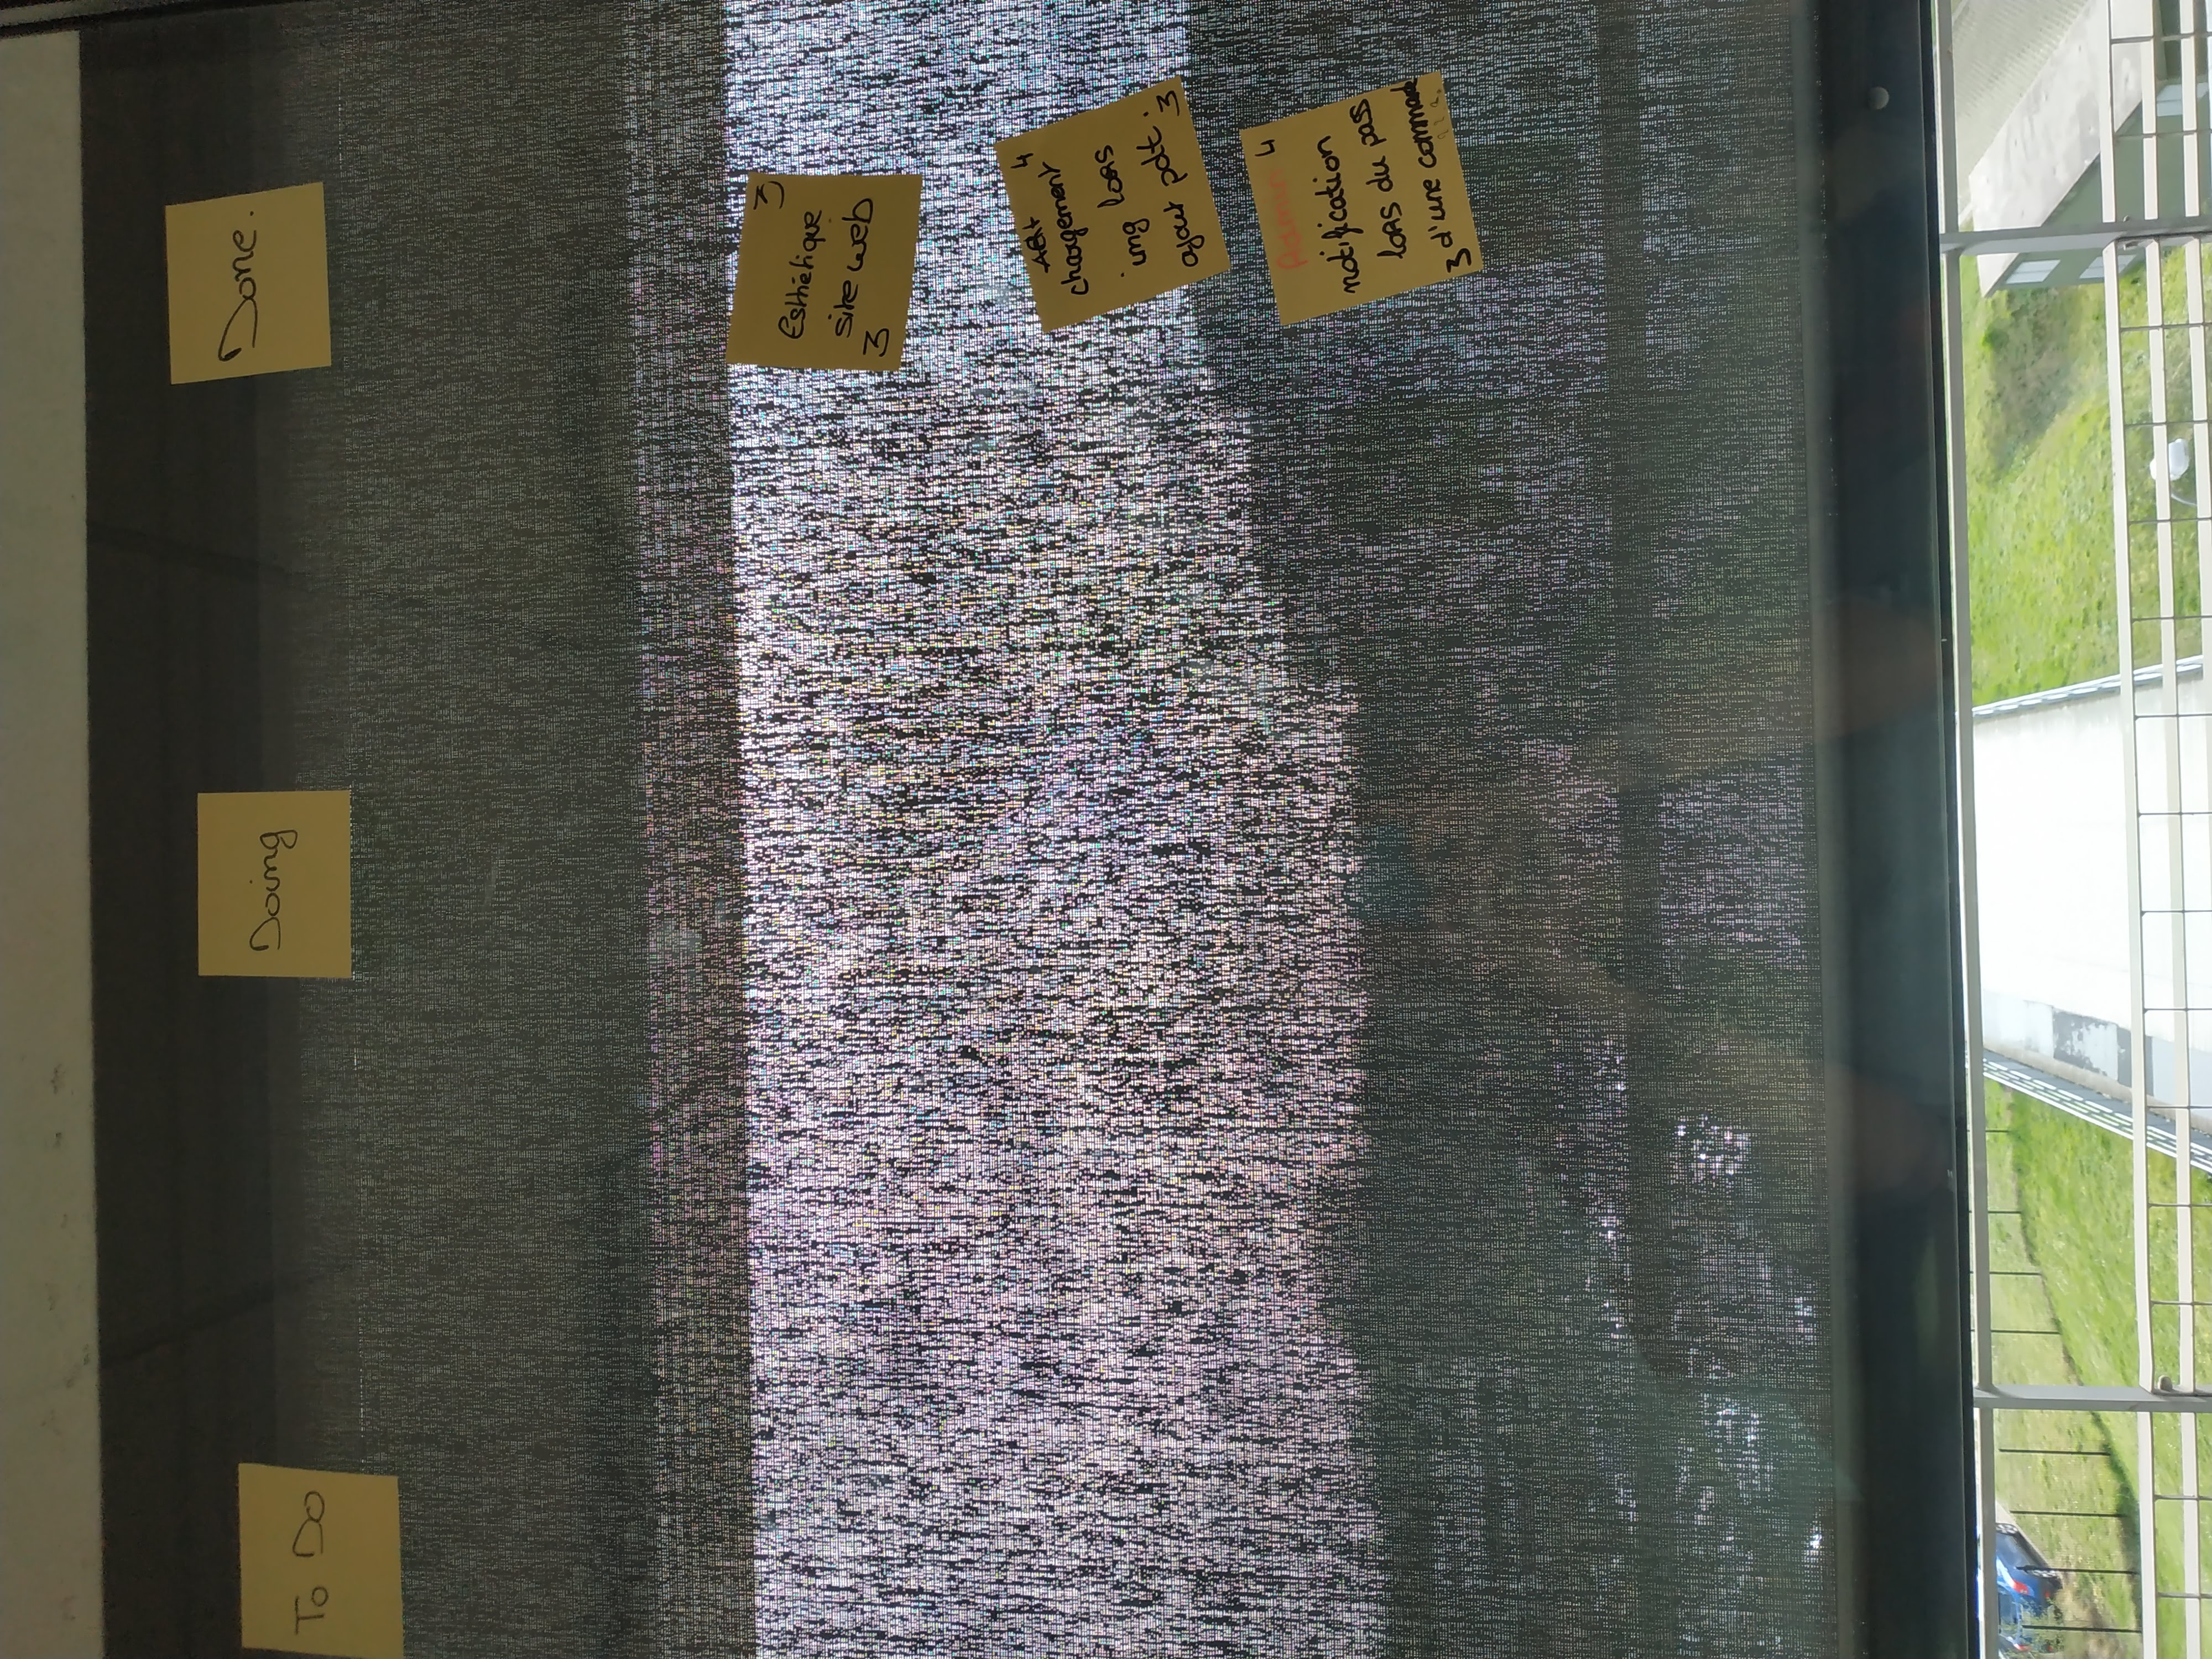 To Do
Doing
Done.
3
Esthétique
site web
3
4
chargement
img lors
ajout pdt.
3
Admin 4
notification
lors du pass
3 d'une commande